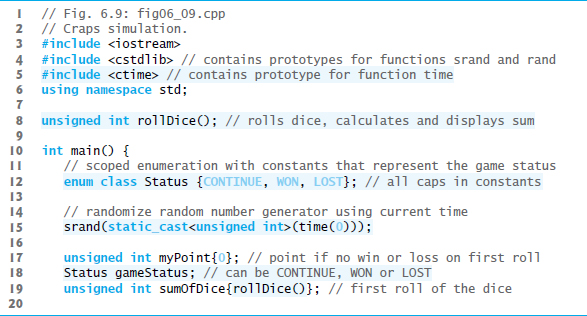 1 // Fig. 6.9: fig06_09.cpp
2 // Craps simulation.
3 #include <iostream>
4 #include <cstdlib> // contains prototypes for functions srand and rand
5 #include <ctime> // contains prototype for function time
6 using namespace std;
7
8 unsigned int rollDice(); // rolls dice, calculates and displays sum
9
10 int main() {
11 // scoped enumeration with constants that represent the game status
12 enum class Status {CONTINUE, WON, LOST}; // all caps in constants
13
14 // randomize random number generator using current time
15 srand(static_cast<unsigned int>(time(0)));
16
17 unsigned int myPoint{0}; // point if no win or loss on first roll
18 Status gameStatus; // can be CONTINUE, WON or LOST
19 unsigned int sumOfDice{rollDice()}; // first roll of the dice
20